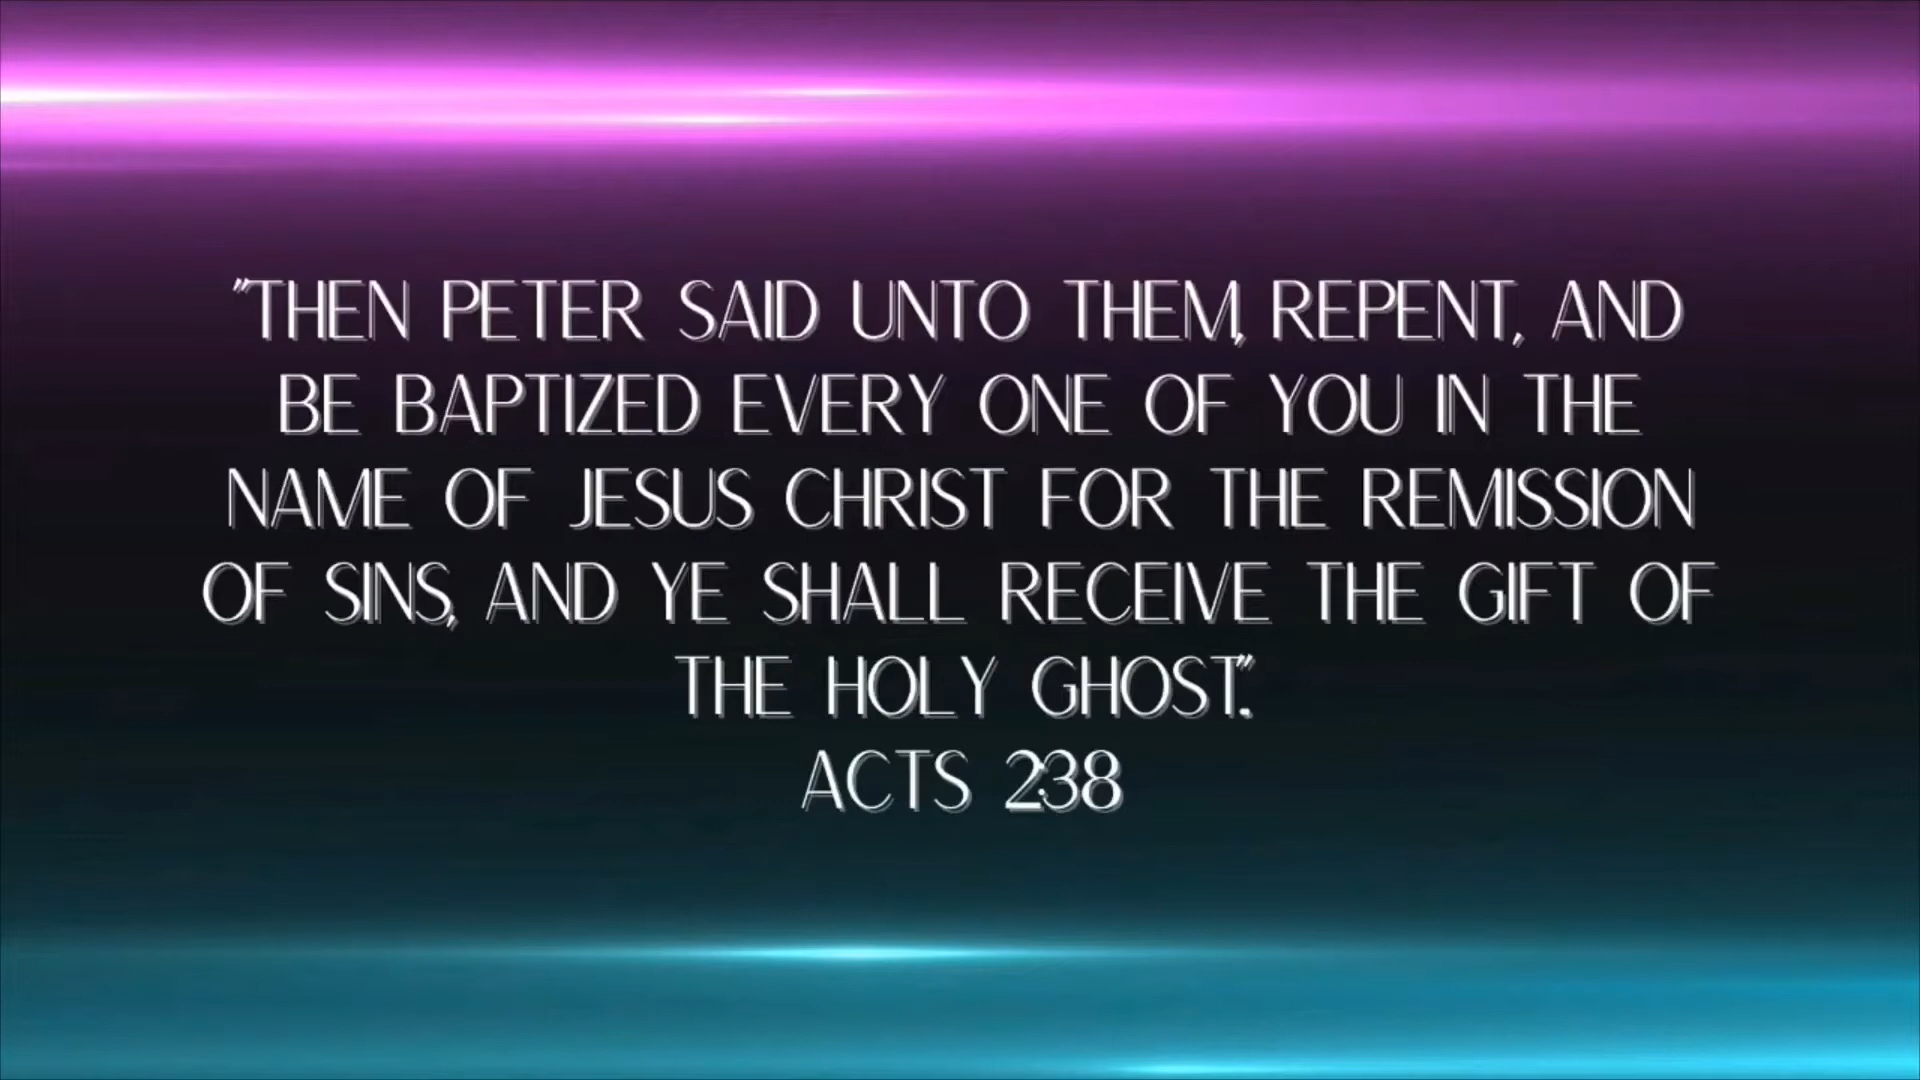 "THEN PETER SAID UNTO THEM, REPENT, AND
BE BAPTIZED EVERY ONE OF YOU IN THE
NAME OF JESUS CHRIST FOR THE REMISSION
OF SINS, AND YE SHALL RECEIVE THE GIFT OF
THE HOLY GHOST."
ACTS 2:38